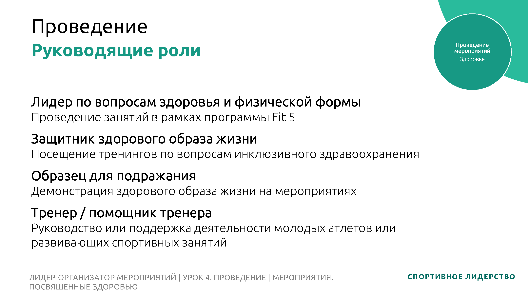 Проведение
Руководящие роли
Проведение
мероприятий
Здоровье
Лидер по вопросам здоровья и физической формы
Проведение занятий в рамках программы Fit 5
Защитник здорового образа жизни
Посещение тренингов по вопросам инклюзивного здравоохранения
Образец для подражания
Демонстрация здорового образа жизни на мероприятиях
Тренер / помощник тренера
Руководство или поддержка деятельности молодых атлетов или
развивающих спортивных занятий
ЛИДЕР-ОРГАНИЗАТОР МЕРОПРИЯТИЙ | УРОК 4. ПРОВЕДЕНИЕ | МЕРОПРИЯТИЕ,
ПОСВЯЩЕННЫЕ ЗДОРОВЬЮ
СПОРТИВНОЕ ЛИДЕРСТВО